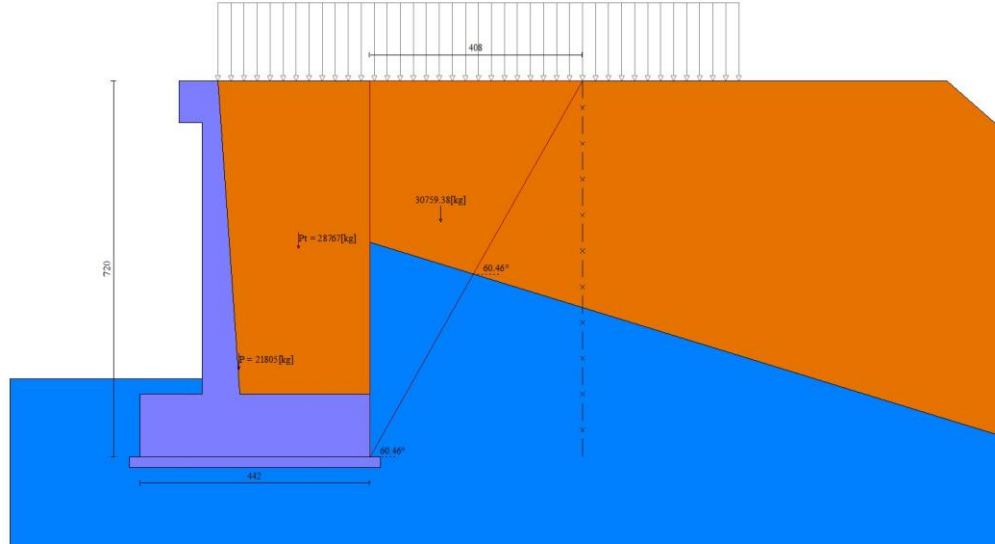 408
30759.38[kg]
Pt = 28767[kg]
60.46°
720
P = 21805[kg]
60.46°
442